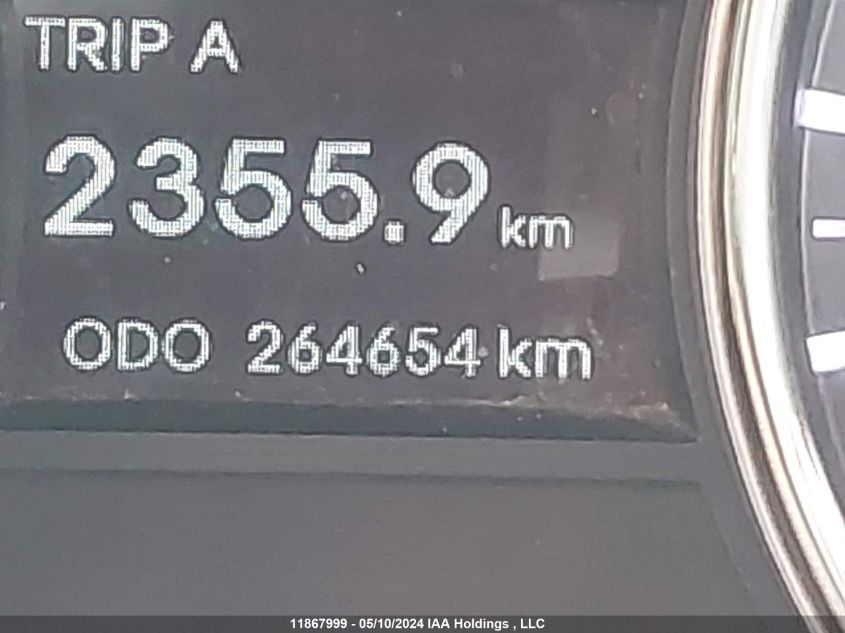 TRIP A
2355.9 km
ODO 264654 km
11867999 - 05/10/2024 IAA Holdings , LLC